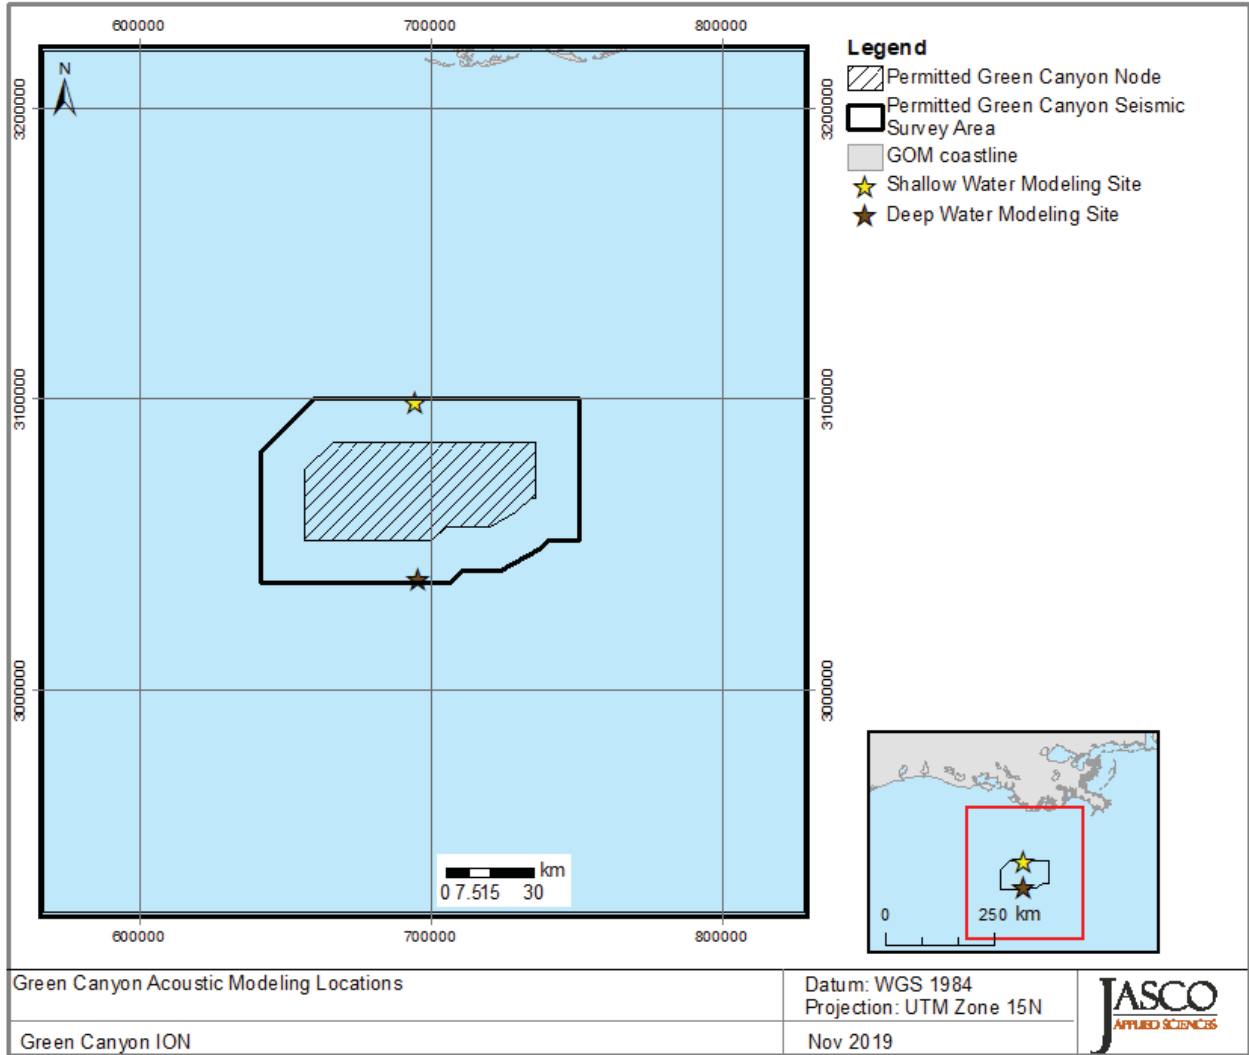 600000
700000
800000
N
3200000
3200000
3100000
3100000
3000000
3000000
km
0 7.515 30
600000
700000
800000
Legend
Permitted Green Canyon Node
Permitted Green Canyon Seismic
Survey Area
GOM coastline
Shallow Water Modeling Site
Deep Water Modeling Site
0 250 km
Green Canyon Acoustic Modeling Locations
Green Canyon ION
Datum: WGS 1984
Projection: UTM Zone 15N
Nov 2019
JASCO
APPLIED SCIENCES